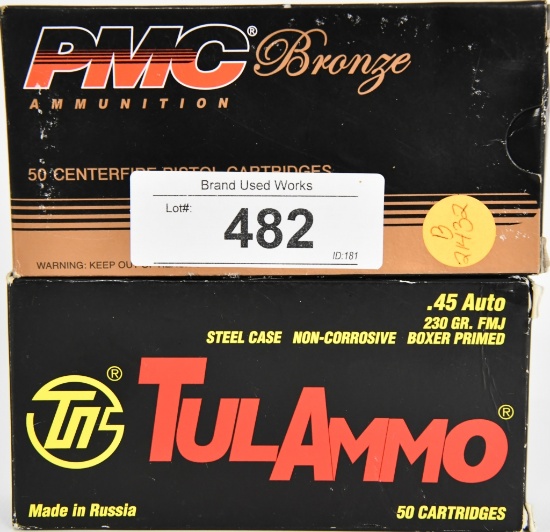 PMC® Bronze
AMMUNITION
50 CENTERFIRE PISTOL CARTRIDGES
Brand Used Works
Lot#:
482
ID:181
B
21432
WARNING: KEEP OUT OF
.45 Auto
230 GR. FMJ
STEEL CASE NON-CORROSIVE BOXER PRIMED
®
TULAMMO®
Made in Russia
50 CARTRIDGES